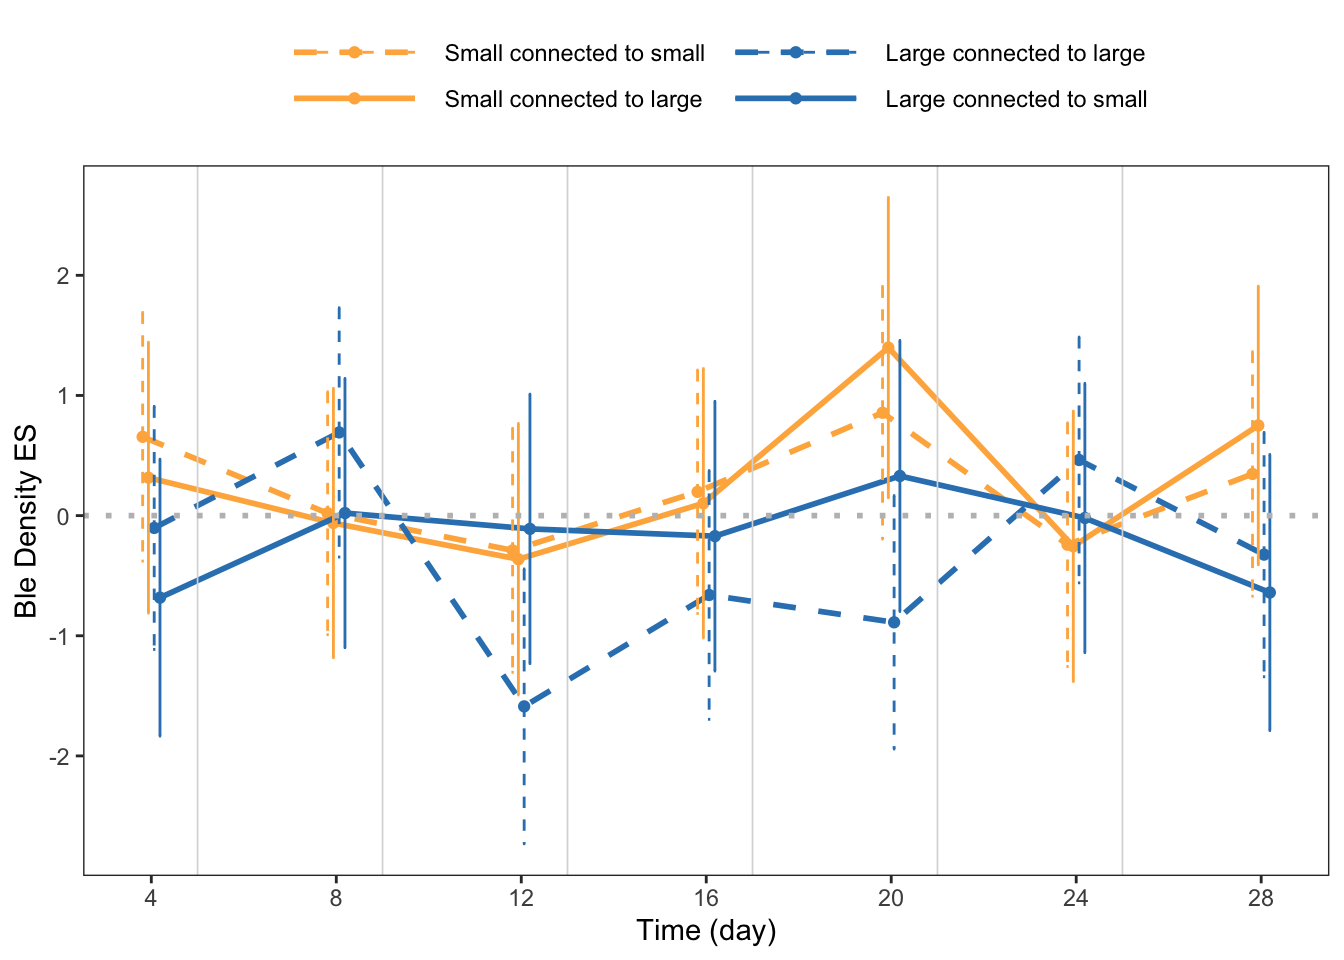 Small connected to small
Large connected to large
Small connected to large
Large connected to small
Ble Density ES
2
1
0
-1
-2
4
8
12
16
20
24
28
Time (day)